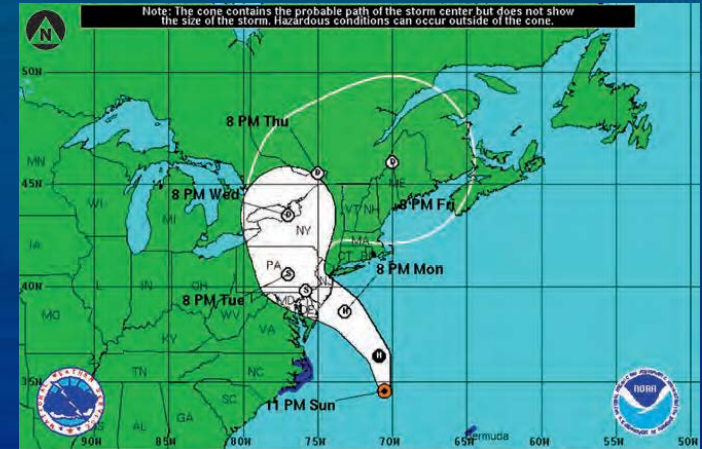 Note: The cone contains the probable path of the storm center but does not show
the size of the storm. Hazardous conditions can occur outside of the cone.
N
50N
8 PM Thu
D
D
MN
45N
ME
8 PM Wed
WI
MI
D
VT NH
8 PM Fri
NY
MA
IA
CT RI
PA
8 PM Mon
S
NJ
40N
IN
OH
S
8 PM Tue
MD
DE
H
MO
WV
VA
KY
H
TN
NC
35N
SC
11 PM Sun
NOAA
AL
GA
Bermuda
90W
85W
80W
75W
70W
65W
60W
55W
50W